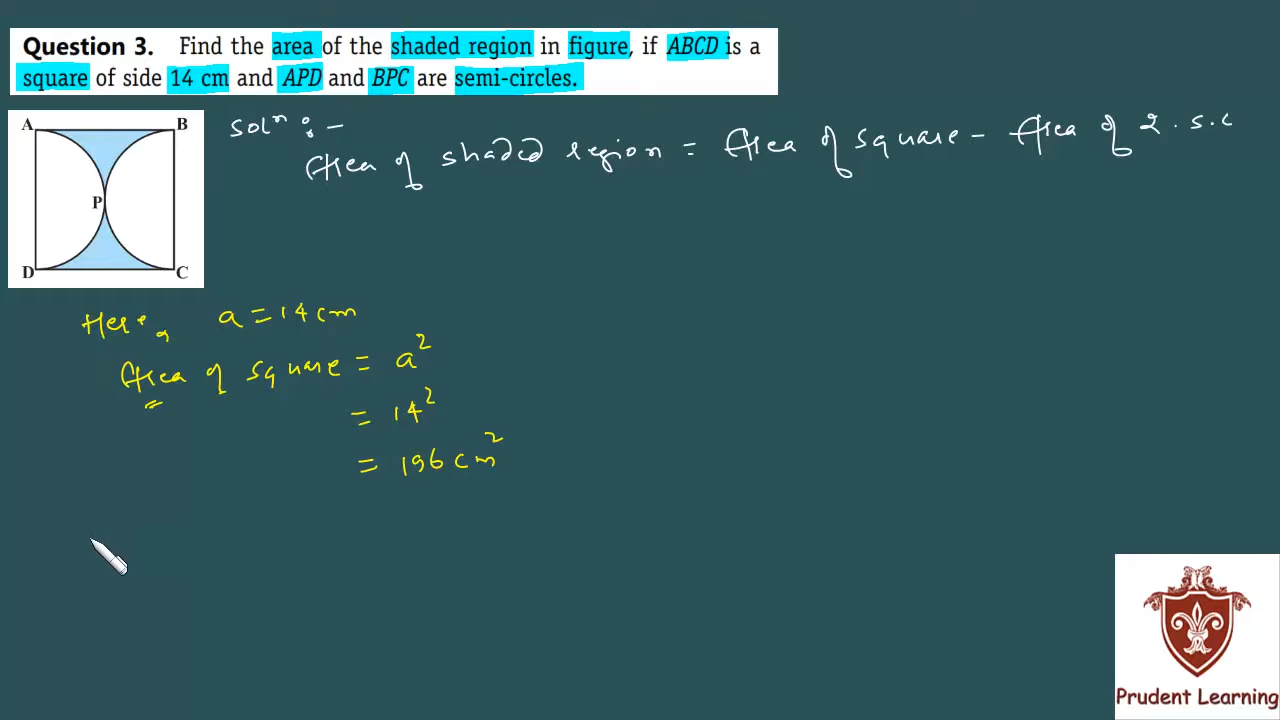 Question 3. Find the area of the shaded region in figure, if ABCD is a
square of side 14 cm and APD and BPC are semi-circles.
A B
P
D C
Solⁿ :-
Area of shaded region = Area of square - Area of 2. s.c
Here, a = 14 cm
Area of square = a²
= 14²
= 196 cm²
Prudent Learning